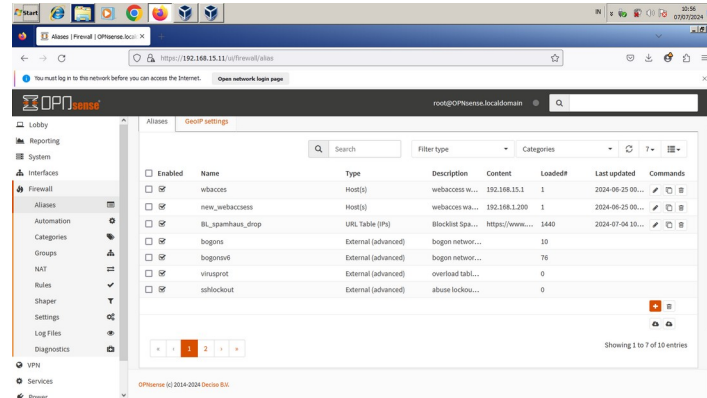 Start
IN
10:56
07/07/2024
Aliases | Firewall | OPNsense.local
https://192.168.15.11/ui/firewall/alias
You must log in to this network before you can access the Internet.
Open network login page
OPNsense
root@OPNsense.localdomain
Lobby
Reporting
System
Interfaces
Firewall
Aliases
Automation
Categories
Groups
NAT
Rules
Shaper
Settings
Log Files
Diagnostics
VPN
Services
Power
Aliases GeoIP settings
Search Filter type Categories 7
Enabled Name Type Description Content Loaded# Last updated Commands
wbacces Host(s) webaccess w... 192.168.15.1 1 2024-06-25 00...
new_webaccsess Host(s) webacces wa... 192.168.1.200 1 2024-06-25 00...
BL_spamhaus_drop URL Table (IPs) Blocklist Spa... https://www.... 1440 2024-07-04 10...
bogons External (advanced) bogon networ... 10
bogonsv6 External (advanced) bogon networ... 76
virusprot External (advanced) overload tabl... 0
sshlockout External (advanced) abuse lockou... 0
« ‹ 1 2 › »
Showing 1 to 7 of 10 entries
OPNsense (c) 2014-2024 Deciso B.V.